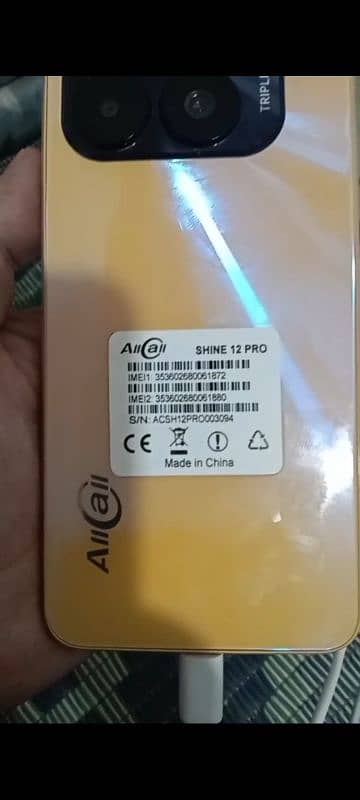 TRIPL
AllCall SHINE 12 PRO
IMEI1: 353602680061872
IMEI2: 353602680061880
S/N: ACSH12PRO003094
CE
Made in China
AllCall